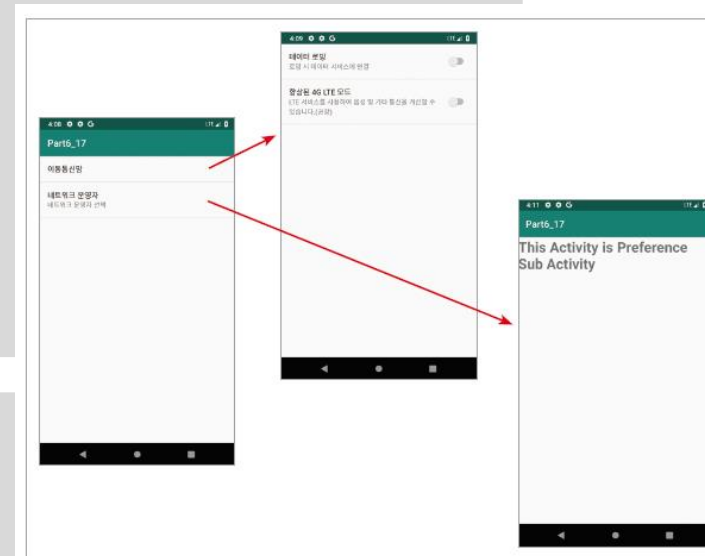 4:08
LTE
Part6_17
이동통신망
네트워크 운영자
네트워크 운영자 선택
4:09
LTE
데이터 로밍
로밍 시 데이터 서비스에 연결
향상된 4G LTE 모드
LTE 서비스를 사용하여 음성 및 기타 통신을 개선할 수
있습니다.(권장)
4:11
LTE
Part6_17
This Activity is Preference
Sub Activity